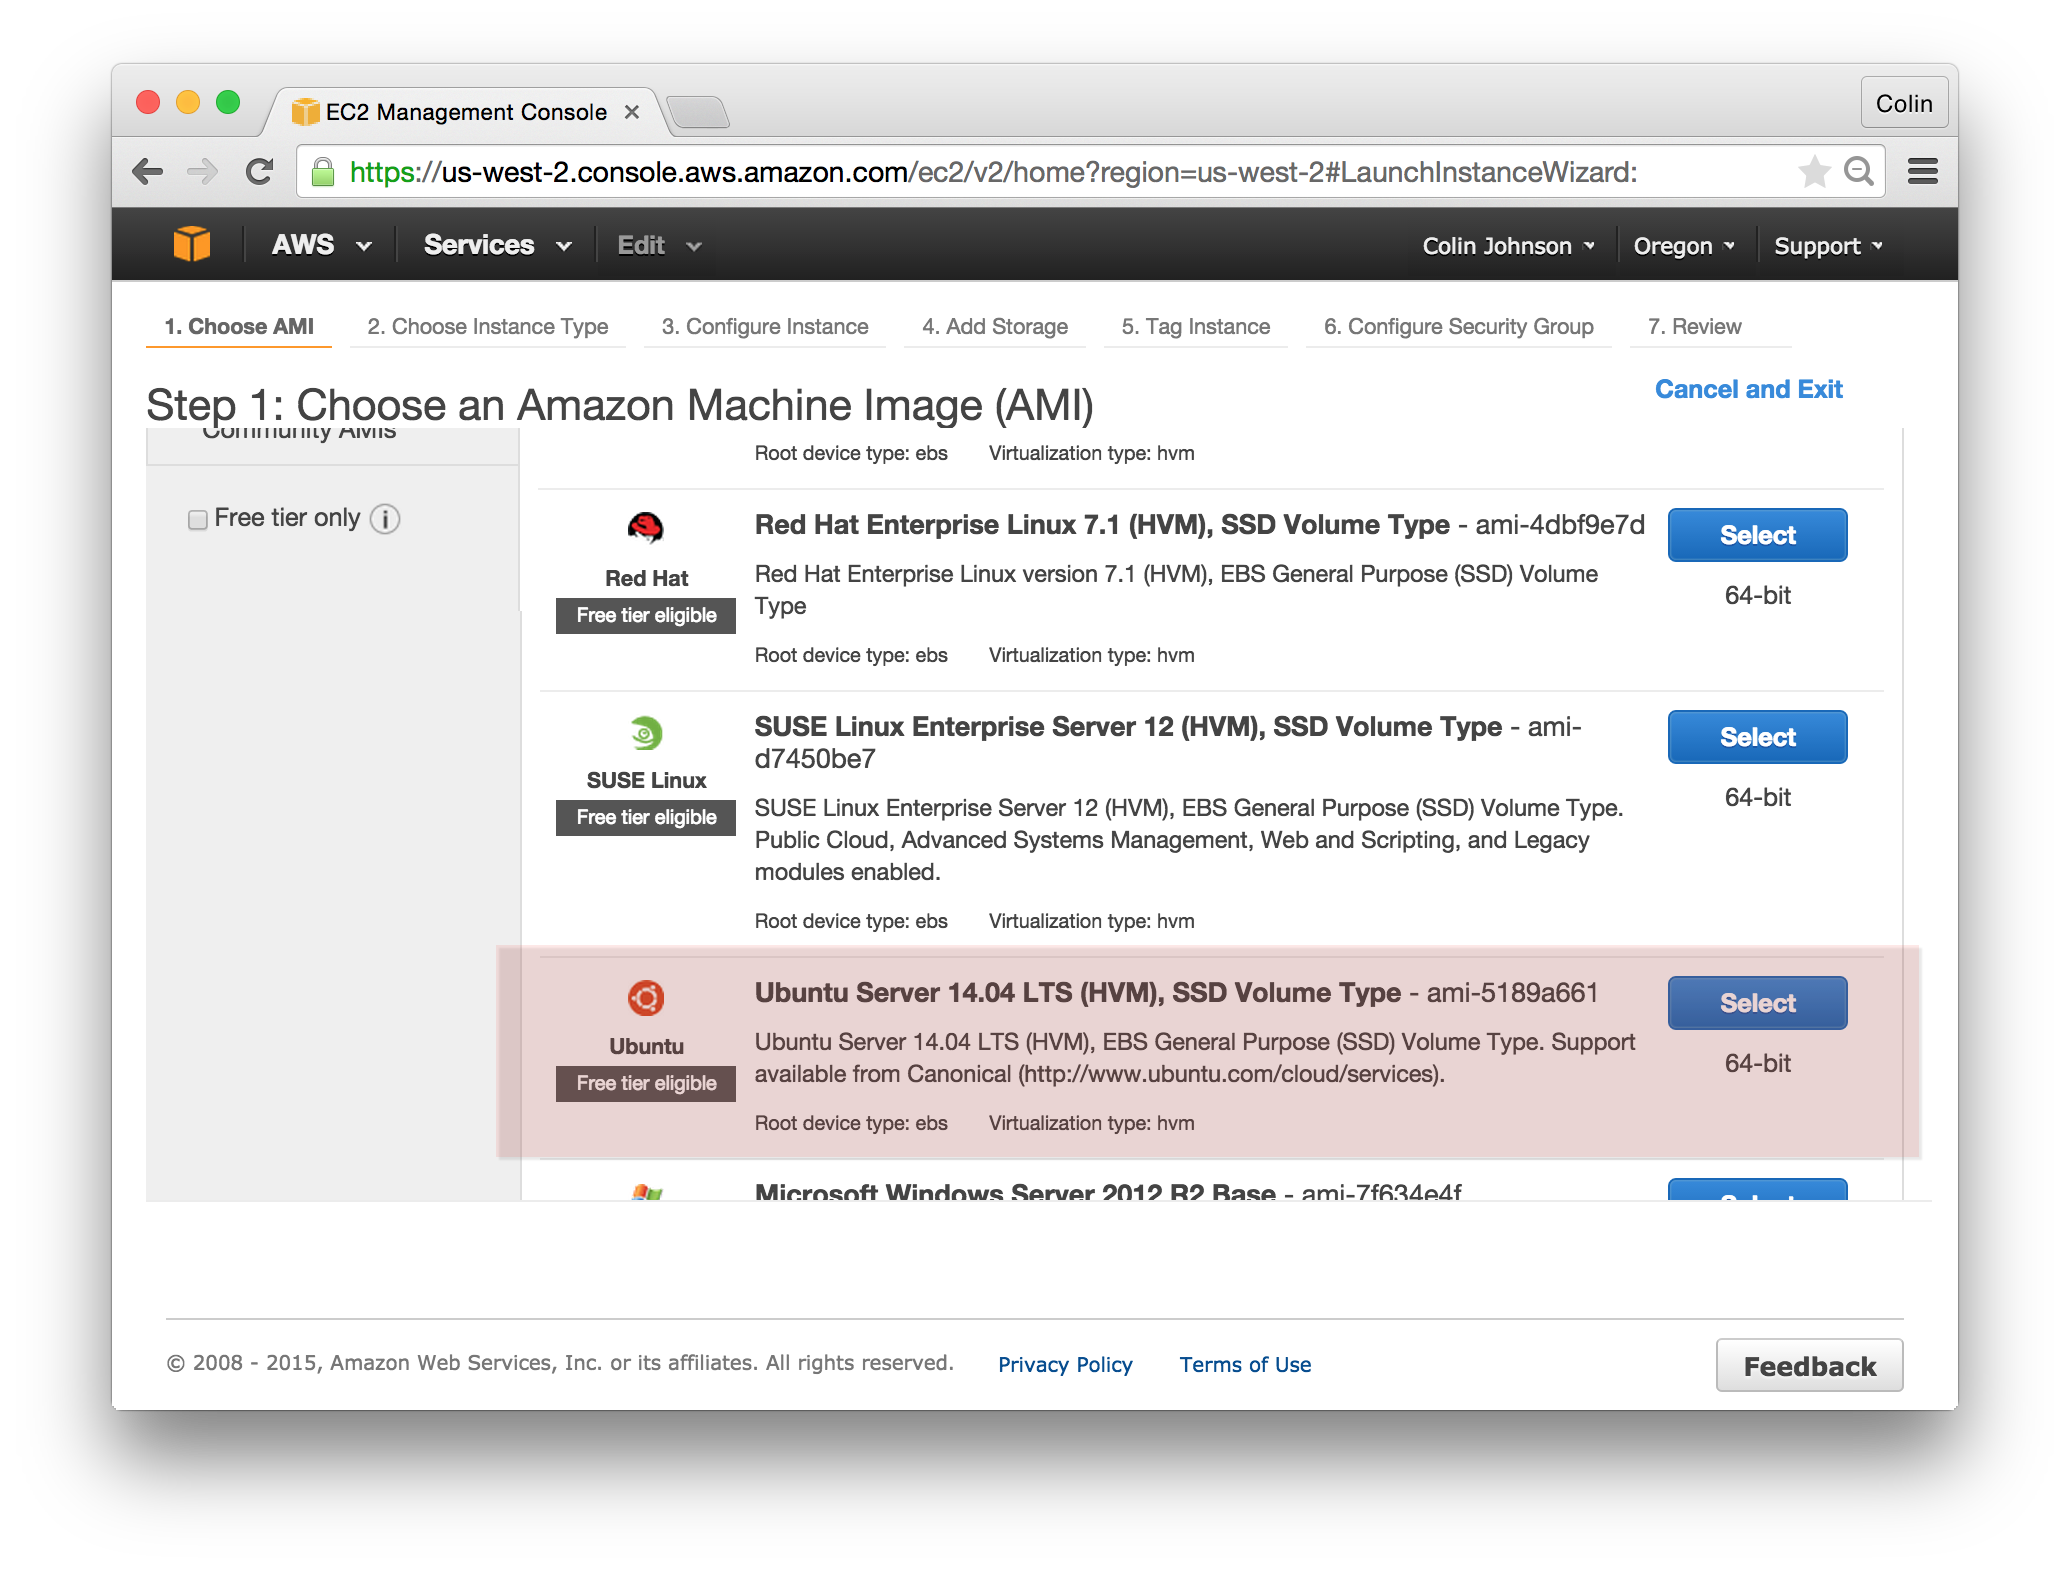 EC2 Management Console
Colin
https://us-west-2.console.aws.amazon.com/ec2/v2/home?region=us-west-2#LaunchInstanceWizard:
AWS Services Edit Colin Johnson Oregon Support
1. Choose AMI 2. Choose Instance Type 3. Configure Instance 4. Add Storage 5. Tag Instance 6. Configure Security Group 7. Review
Step 1: Choose an Amazon Machine Image (AMI)
Cancel and Exit
Community AMIs
Free tier only
Root device type: ebs Virtualization type: hvm
Red Hat
Free tier eligible
Red Hat Enterprise Linux 7.1 (HVM), SSD Volume Type - ami-4dbf9e7d
Red Hat Enterprise Linux version 7.1 (HVM), EBS General Purpose (SSD) Volume
Type
Root device type: ebs Virtualization type: hvm
Select
64-bit
SUSE Linux
Free tier eligible
SUSE Linux Enterprise Server 12 (HVM), SSD Volume Type - ami-
d7450be7
SUSE Linux Enterprise Server 12 (HVM), EBS General Purpose (SSD) Volume Type.
Public Cloud, Advanced Systems Management, Web and Scripting, and Legacy
modules enabled.
Root device type: ebs Virtualization type: hvm
Select
64-bit
Ubuntu
Free tier eligible
Ubuntu Server 14.04 LTS (HVM), SSD Volume Type - ami-5189a661
Ubuntu Server 14.04 LTS (HVM), EBS General Purpose (SSD) Volume Type. Support
available from Canonical (http://www.ubuntu.com/cloud/services).
Root device type: ebs Virtualization type: hvm
Select
64-bit
Microsoft Windows Server 2012 R2 Base - ami-7f634e4f
Select
© 2008 - 2015, Amazon Web Services, Inc. or its affiliates. All rights reserved. Privacy Policy Terms of Use
Feedback